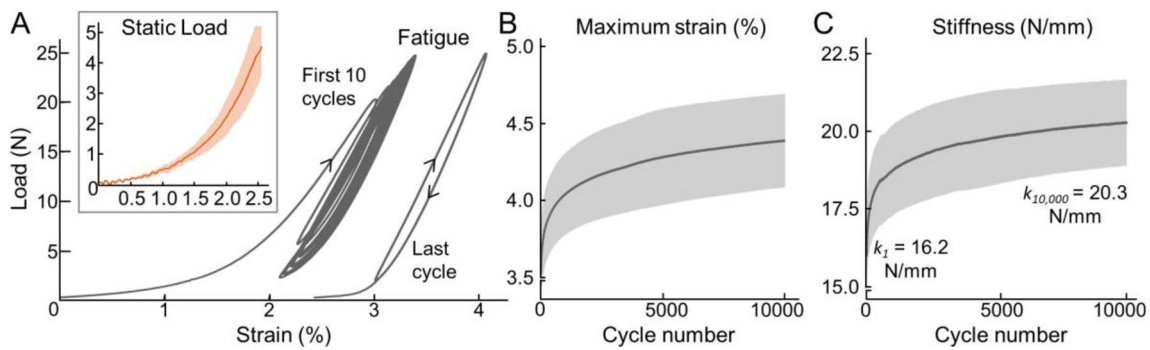 A
Static Load
5
4
3
2
1
0
0.5 1.0 1.5 2.0 2.5
Fatigue
First 10
cycles
Last
cycle
Load (N)
25
20
15
10
5
0
0 1 2 3 4
Strain (%)
B
Maximum strain (%)
5.0
4.5
4.0
3.5
0 5000 10000
Cycle number
C
Stiffness (N/mm)
22.5
20.0
17.5
15.0
k10,000 = 20.3
N/mm
k1 = 16.2
N/mm
0 5000 10000
Cycle number